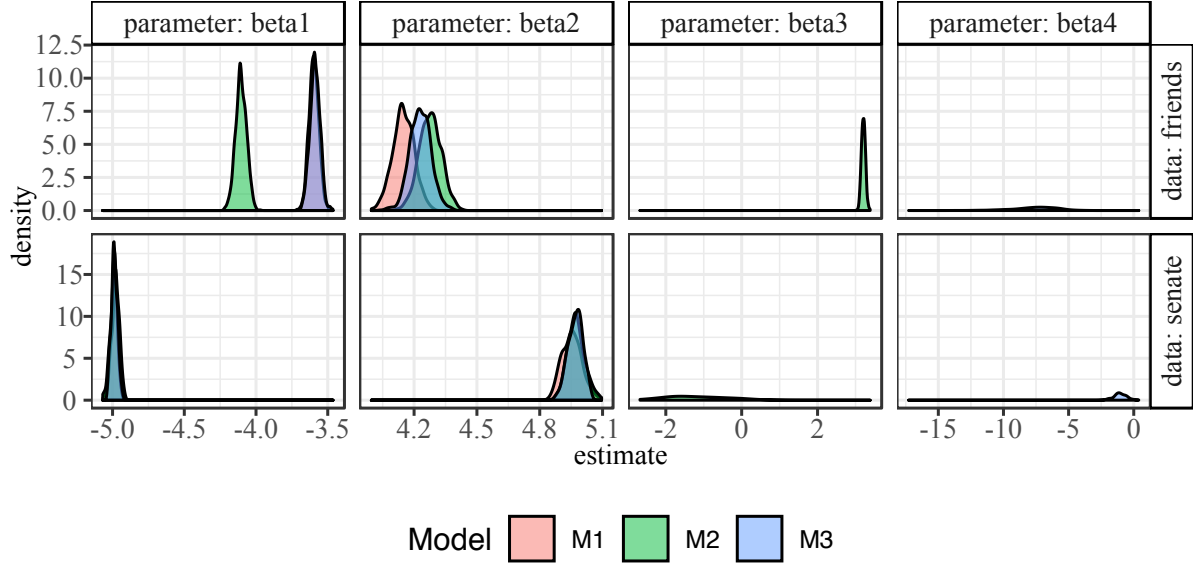 parameter: beta1 parameter: beta2 parameter: beta3 parameter: beta4
12.5
10.0
7.5
5.0
2.5
0.0
data: friends
density
15
10
5
0
data: senate
-5.0 -4.5 -4.0 -3.5 4.2 4.5 4.8 5.1 -2 0 2 -15 -10 -5 0
estimate
Model M1 M2 M3